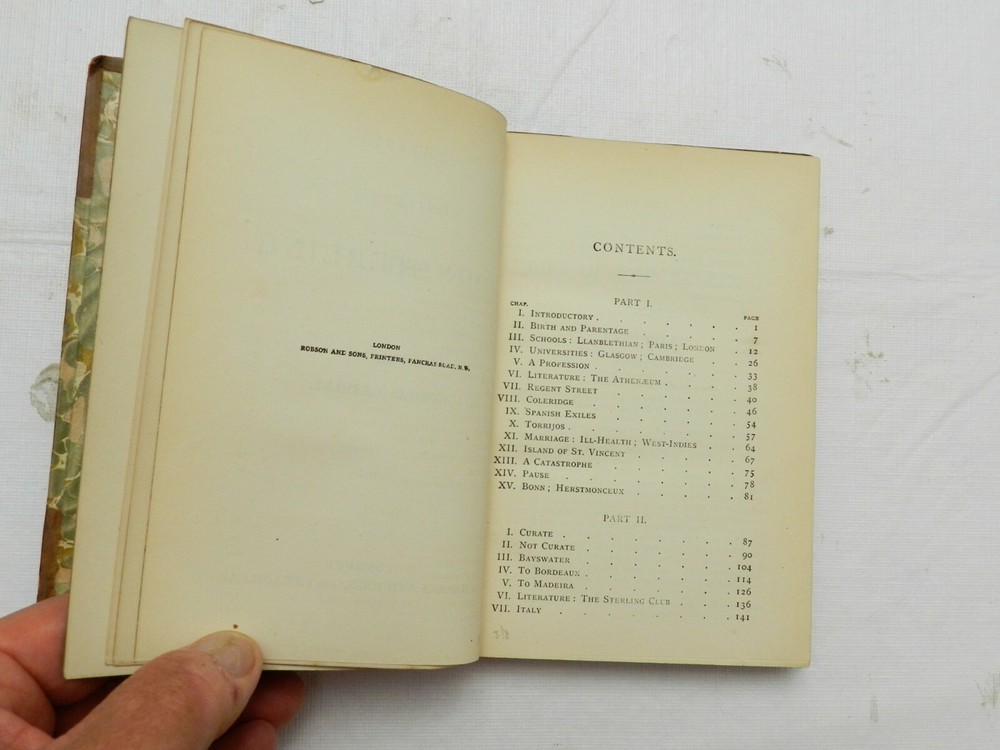 LONDON
ROBSON AND SONS, PRINTERS, PANCRAS ROAD, N.W.
CONTENTS.
PART I.
CHAP. PAGE
I. INTRODUCTORY . . . . . . 1
II. BIRTH AND PARENTAGE . . . . . 7
III. SCHOOLS: LLANBLETHIAN; PARIS; LONDON . 12
IV. UNIVERSITIES: GLASGOW; CAMBRIDGE . . 26
V. A PROFESSION . . . . . . 33
VI. LITERATURE: THE ATHENÆUM . . . . 38
VII. REGENT STREET . . . . . 40
VIII. COLERIDGE . . . . . . 46
IX. SPANISH EXILES . . . . . 54
X. TORRIJOS . . . . . . 57
XI. MARRIAGE: ILL-HEALTH; WEST-INDIES . . 64
XII. ISLAND OF ST. VINCENT . . . . 67
XIII. A CATASTROPHE . . . . . 75
XIV. PAUSE . . . . . . 78
XV. BONN; HERSTMONCEUX . . . . . 81
PART II.
I. CURATE . . . . . . 87
II. NOT CURATE . . . . . . 90
III. BAYSWATER . . . . . . 104
IV. TO BORDEAUX . . . . . . 114
V. TO MADEIRA . . . . . . 126
VI. LITERATURE: THE STERLING CLUB . . . 136
VII. ITALY . . . . . . 141